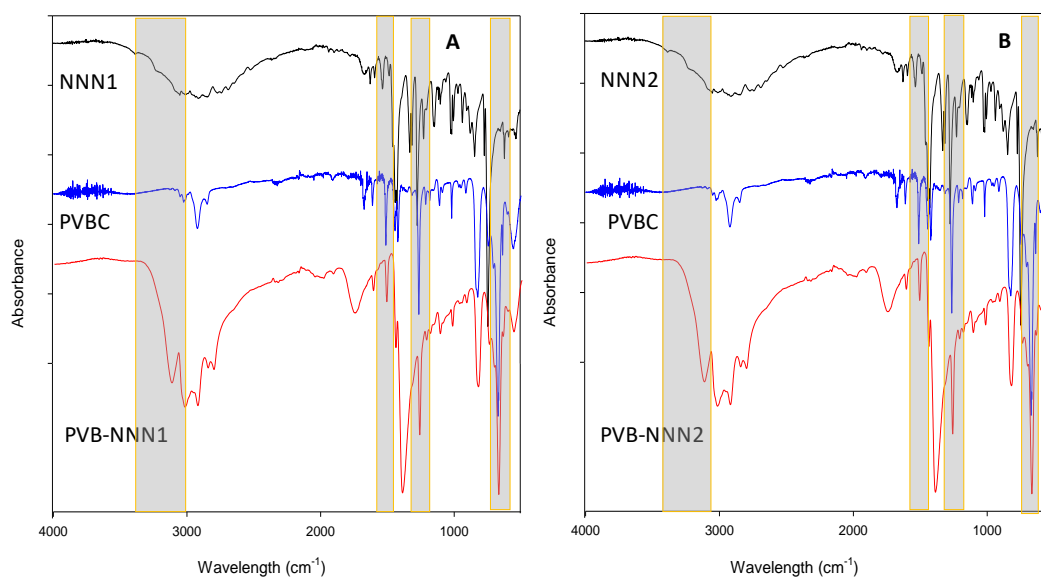 A
NNN1
PVBC
PVB-NNN1
Absorbance
4000 3000 2000 1000
Wavelength (cm-1)
B
NNN2
PVBC
PVB-NNN2
Absorbance
4000 3000 2000 1000
Wavelength (cm-1)